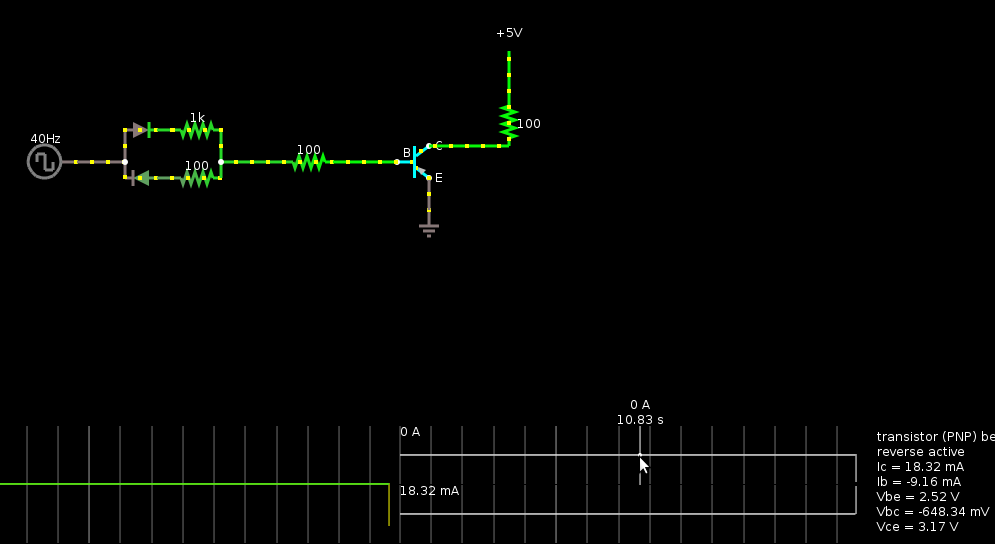 +5V
1k
100
40Hz
100
B
C
100
100
E
0 A
10.83 s
0 A
18.32 mA
transistor (PNP) be
reverse active
Ic = 18.32 mA
Ib = -9.16 mA
Vbe = 2.52 V
Vbc = -648.34 mV
Vce = 3.17 V